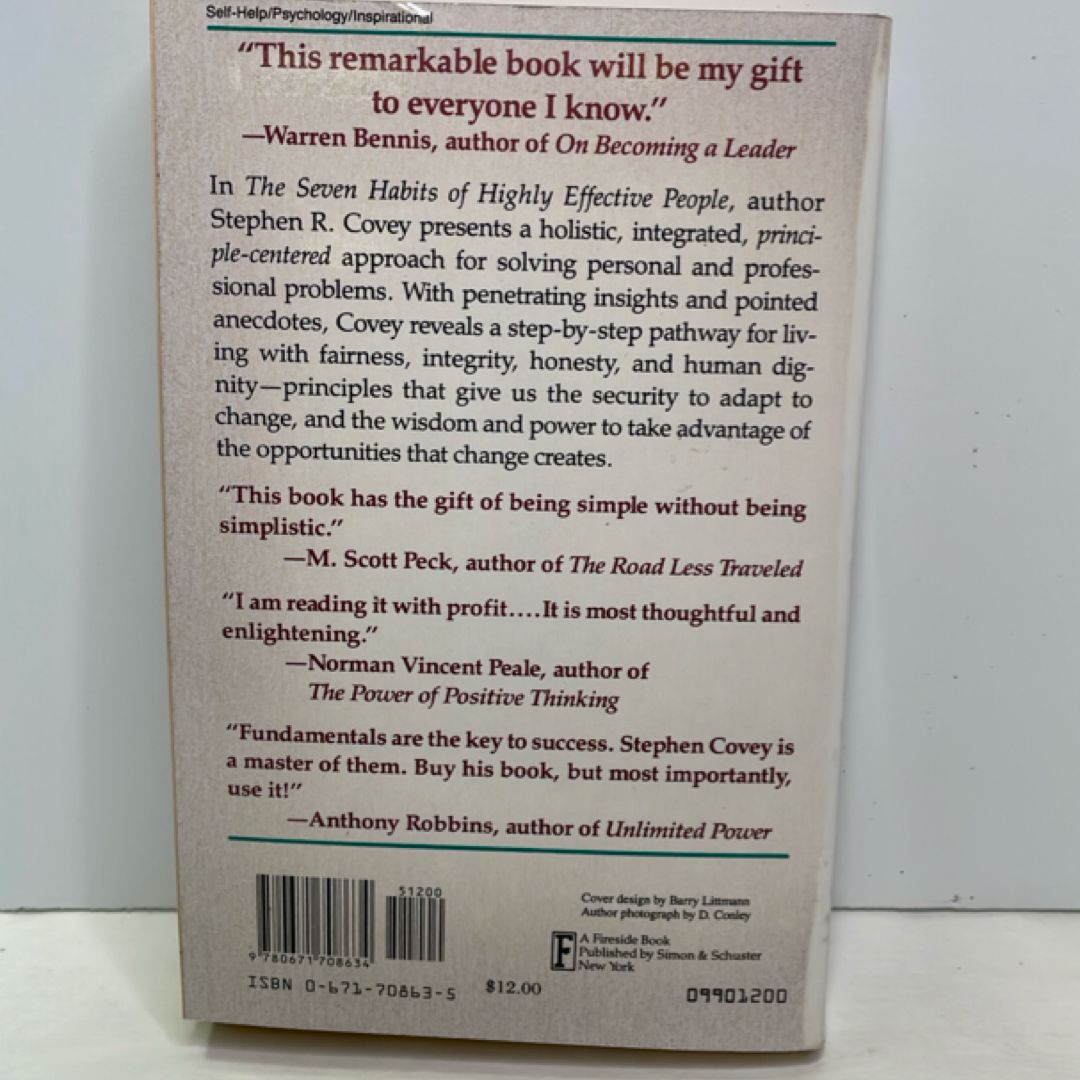 Self-Help/Psychology/Inspirational
“This remarkable book will be my gift
to everyone I know.”
—Warren Bennis, author of On Becoming a Leader
In The Seven Habits of Highly Effective People, author
Stephen R. Covey presents a holistic, integrated, princi-
ple-centered approach for solving personal and profes-
sional problems. With penetrating insights and pointed
anecdotes, Covey reveals a step-by-step pathway for liv-
ing with fairness, integrity, honesty, and human dig-
nity—principles that give us the security to adapt to
change, and the wisdom and power to take advantage of
the opportunities that change creates.
“This book has the gift of being simple without being
simplistic.”
—M. Scott Peck, author of The Road Less Traveled
“I am reading it with profit....It is most thoughtful and
enlightening.”
—Norman Vincent Peale, author of
The Power of Positive Thinking
“Fundamentals are the key to success. Stephen Covey is
a master of them. Buy his book, but most importantly,
use it!”
—Anthony Robbins, author of Unlimited Power
51200
9 780671 708634
ISBN 0-671-70863-5
$12.00
Cover design by Barry Littmann
Author photograph by D. Conley
F
A Fireside Book
Published by Simon & Schuster
New York
09901200